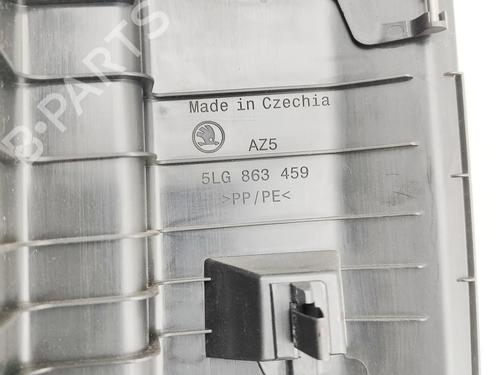 B-PARTS
Made in Czechia
AZ5
5LG 863 459
>PP/PE<